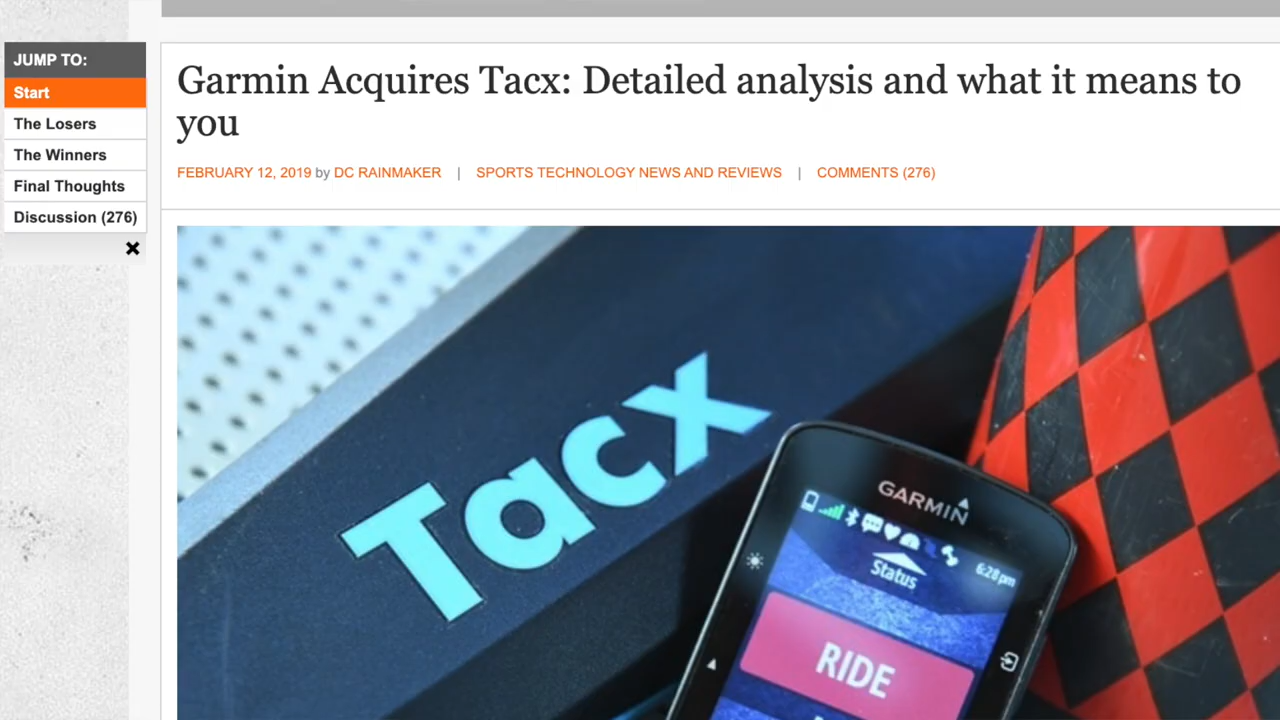 JUMP TO:
Start
The Losers
The Winners
Final Thoughts
Discussion (276)
Garmin Acquires Tacx: Detailed analysis and what it means to
you
FEBRUARY 12, 2019 by DC RAINMAKER | SPORTS TECHNOLOGY NEWS AND REVIEWS | COMMENTS (276)
Tacx
GARMIN
6:28pm
Status
RIDE